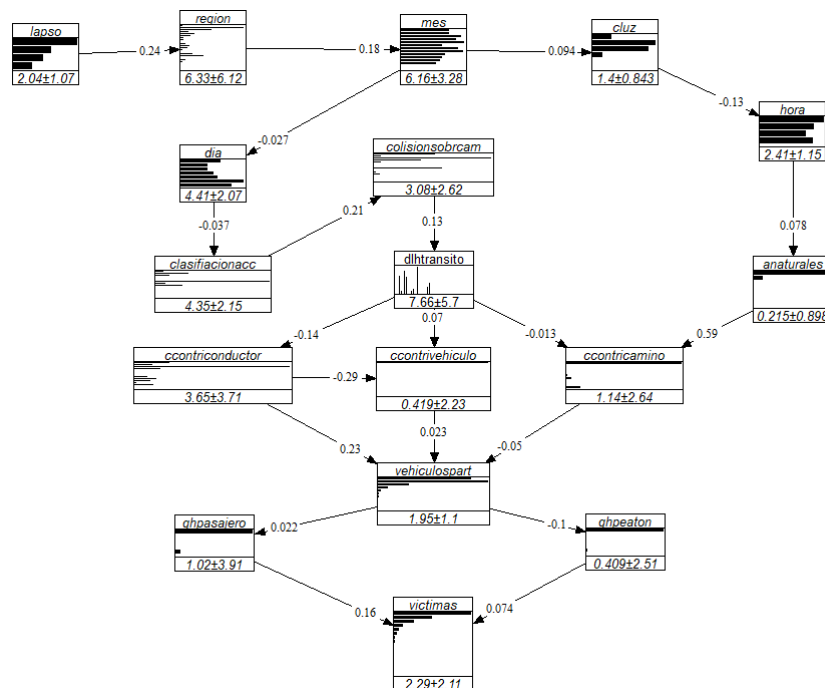 lapso
2.04±1.07
0.24
region
6.33±6.12
0.18
mes
6.16±3.28
0.094
cluz
1.4±0.843
-0.13
hora
2.41±1.15
-0.027
dia
4.41±2.07
colisionsobrcam
3.08±2.62
-0.037
0.21
0.13
0.078
clasifiacionacc
4.35±2.15
dlhtransito
7.66±5.7
anaturales
0.215±0.898
-0.14
0.07
-0.013
0.59
ccontriconductor
3.65±3.71
-0.29
ccontrivehiculo
0.419±2.23
ccontricamino
1.14±2.64
0.23
0.023
-0.05
vehiculospart
1.95±1.1
0.022
-0.1
qhpasajero
1.02±3.91
qhpeaton
0.409±2.51
0.16
0.074
victimas
2.29±2.11